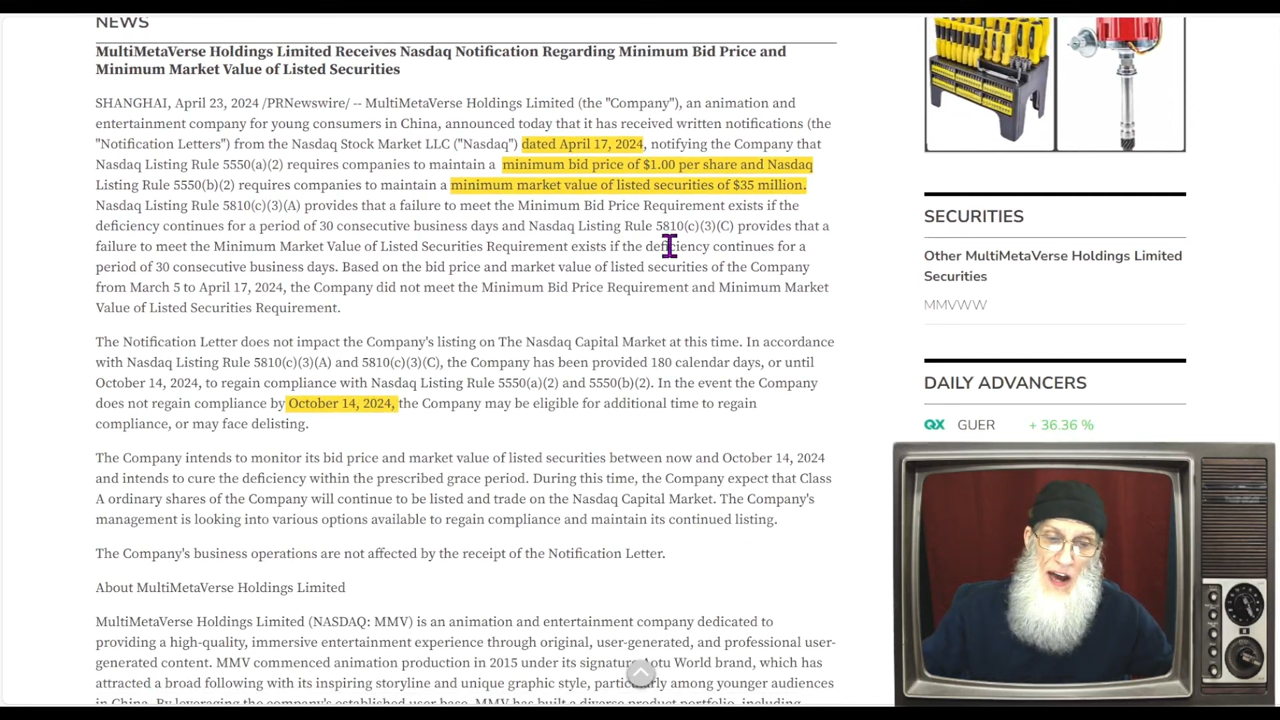 NEWS
MultiMetaVerse Holdings Limited Receives Nasdaq Notification Regarding Minimum Bid Price and
Minimum Market Value of Listed Securities
SHANGHAI, April 23, 2024 /PRNewswire/ -- MultiMetaVerse Holdings Limited (the "Company"), an animation and
entertainment company for young consumers in China, announced today that it has received written notifications (the
"Notification Letters") from the Nasdaq Stock Market LLC ("Nasdaq") dated April 17, 2024, notifying the Company that
Nasdaq Listing Rule 5550(a)(2) requires companies to maintain a minimum bid price of $1.00 per share and Nasdaq
Listing Rule 5550(b)(2) requires companies to maintain a minimum market value of listed securities of $35 million.
Nasdaq Listing Rule 5810(c)(3)(A) provides that a failure to meet the Minimum Bid Price Requirement exists if the
deficiency continues for a period of 30 consecutive business days and Nasdaq Listing Rule 5810(c)(3)(C) provides that a
failure to meet the Minimum Market Value of Listed Securities Requirement exists if the deficiency continues for a
period of 30 consecutive business days. Based on the bid price and market value of listed securities of the Company
from March 5 to April 17, 2024, the Company did not meet the Minimum Bid Price Requirement and Minimum Market
Value of Listed Securities Requirement.
The Notification Letter does not impact the Company's listing on The Nasdaq Capital Market at this time. In accordance
with Nasdaq Listing Rule 5810(c)(3)(A) and 5810(c)(3)(C), the Company has been provided 180 calendar days, or until
October 14, 2024, to regain compliance with Nasdaq Listing Rule 5550(a)(2) and 5550(b)(2). In the event the Company
does not regain compliance by October 14, 2024, the Company may be eligible for additional time to regain
compliance, or may face delisting.
The Company intends to monitor its bid price and market value of listed securities between now and October 14, 2024
and intends to cure the deficiency within the prescribed grace period. During this time, the Company expect that Class
A ordinary shares of the Company will continue to be listed and trade on the Nasdaq Capital Market. The Company's
management is looking into various options available to regain compliance and maintain its continued listing.
The Company's business operations are not affected by the receipt of the Notification Letter.
About MultiMetaVerse Holdings Limited
MultiMetaVerse Holdings Limited (NASDAQ: MMV) is an animation and entertainment company dedicated to
providing a high-quality, immersive entertainment experience through original, user-generated, and professional user-
generated content. MMV commenced animation production in 2015 under its signature Aotu World brand, which has
attracted a broad following with its inspiring storyline and unique graphic style, particularly among younger audiences
in China. By leveraging the company's established user base, MMV has built a diverse product portfolio, including
SECURITIES
Other MultiMetaVerse Holdings Limited
Securities
MMVWW
DAILY ADVANCERS
QX GUER + 36.36 %